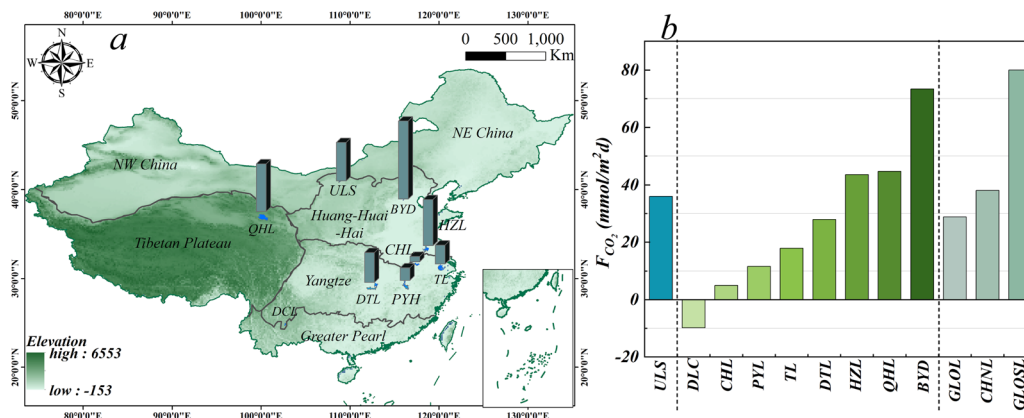 a
b
80°0'0"E 90°0'0"E 100°0'0"E 110°0'0"E 120°0'0"E 130°0'0"E
N
W E
S
0 500 1,000
Km
50°0'0"N
40°0'0"N
30°0'0"N
20°0'0"N
50°0'0"N
40°0'0"N
30°0'0"N
20°0'0"N
NE China
NW China
ULS
BYD
Huang-Huai
-Hai
HZL
QHL
Tibetan Plateau
CHL
Yangtze
TL
DTL
PYH
DCL
Greater Pearl
Elevation
high : 6553
low : -153
80°0'0"E 90°0'0"E 100°0'0"E 110°0'0"E 120°0'0"E 130°0'0"E
F_CO₂ (mmol/m²d)
80
60
40
20
0
-20
ULS
DLC
CHL
PYL
TL
DTL
HZL
QHL
BYD
GLOL
CHNL
GLOSL